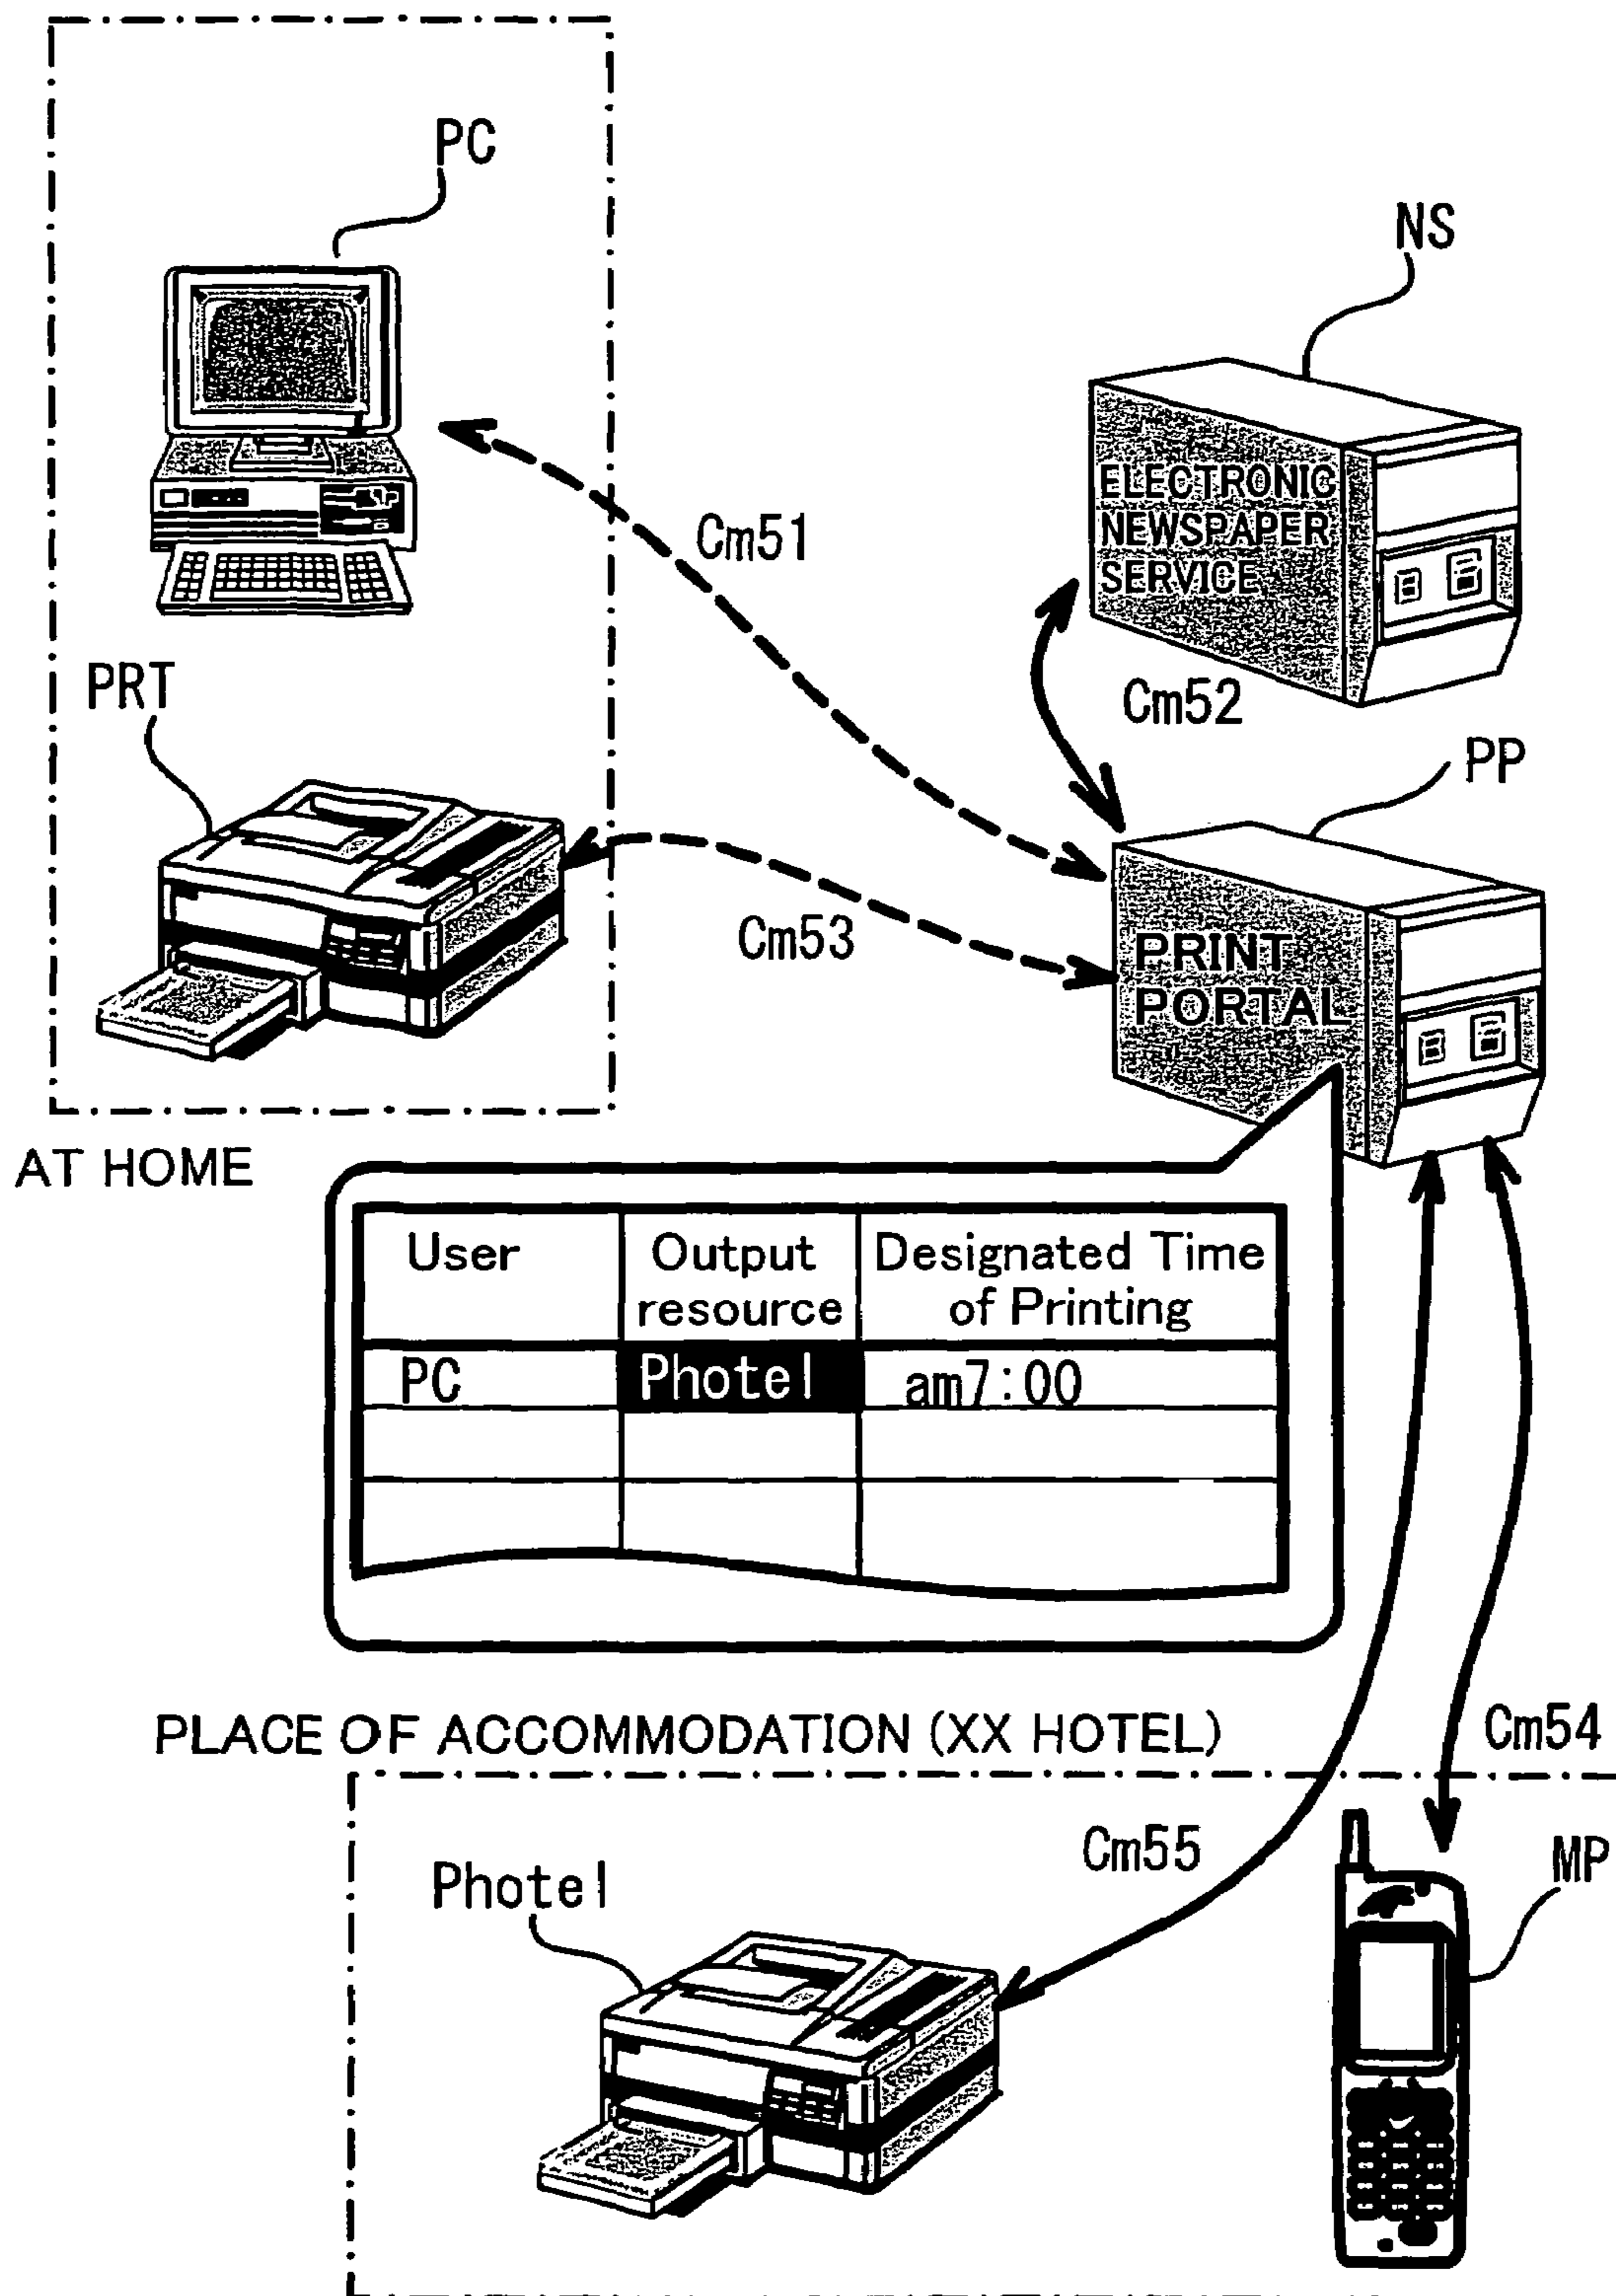 PC
NS
ELECTRONIC
NEWSPAPER
SERVICE
Cm51
Cm52
PRT
PP
Cm53
PRINT
PORTAL
AT HOME
User
Output
resource
Designated Time
of Printing
PC
Photel
am7:00
PLACE OF ACCOMMODATION (XX HOTEL)
Cm54
Cm55
MP
Photel